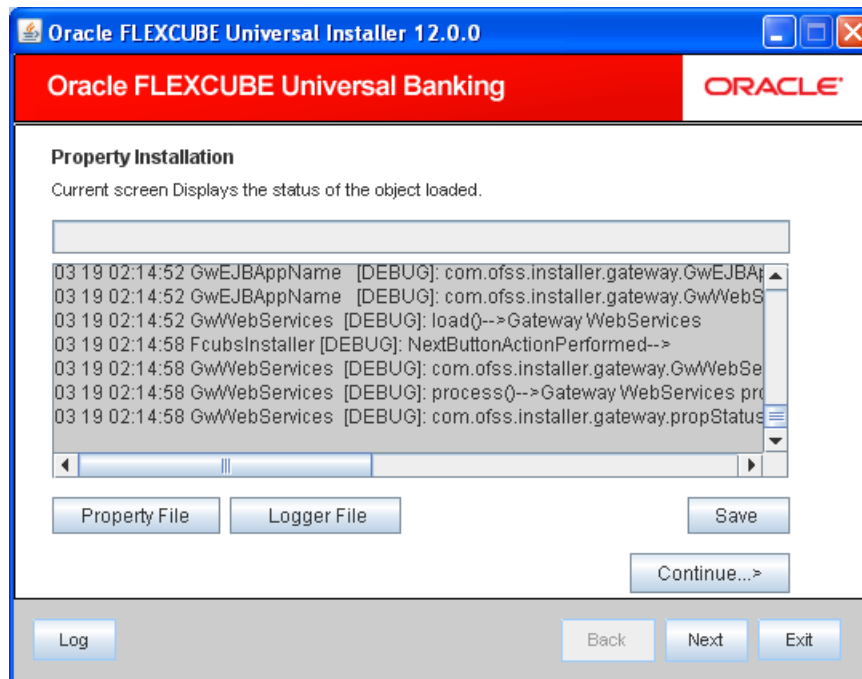 Oracle FLEXCUBE Universal Installer 12.0.0
Oracle FLEXCUBE Universal Banking
ORACLE
Property Installation
Current screen Displays the status of the object loaded.
03 19 02:14:52 GwEJBAppName [DEBUG]: com.ofss.installer.gateway.GwEJBAp
03 19 02:14:52 GwEJBAppName [DEBUG]: com.ofss.installer.gateway.GwWebS
03 19 02:14:52 GwWebServices [DEBUG]: load()-->Gateway WebServices
03 19 02:14:58 FcubsInstaller [DEBUG]: NextButtonActionPerformed-->
03 19 02:14:58 GwWebServices [DEBUG]: com.ofss.installer.gateway.GwWebSe
03 19 02:14:58 GwWebServices [DEBUG]: process()-->Gateway WebServices pro
03 19 02:14:58 GwWebServices [DEBUG]: com.ofss.installer.gateway.propStatus
Property File Logger File Save
Continue...>
Log Back Next Exit